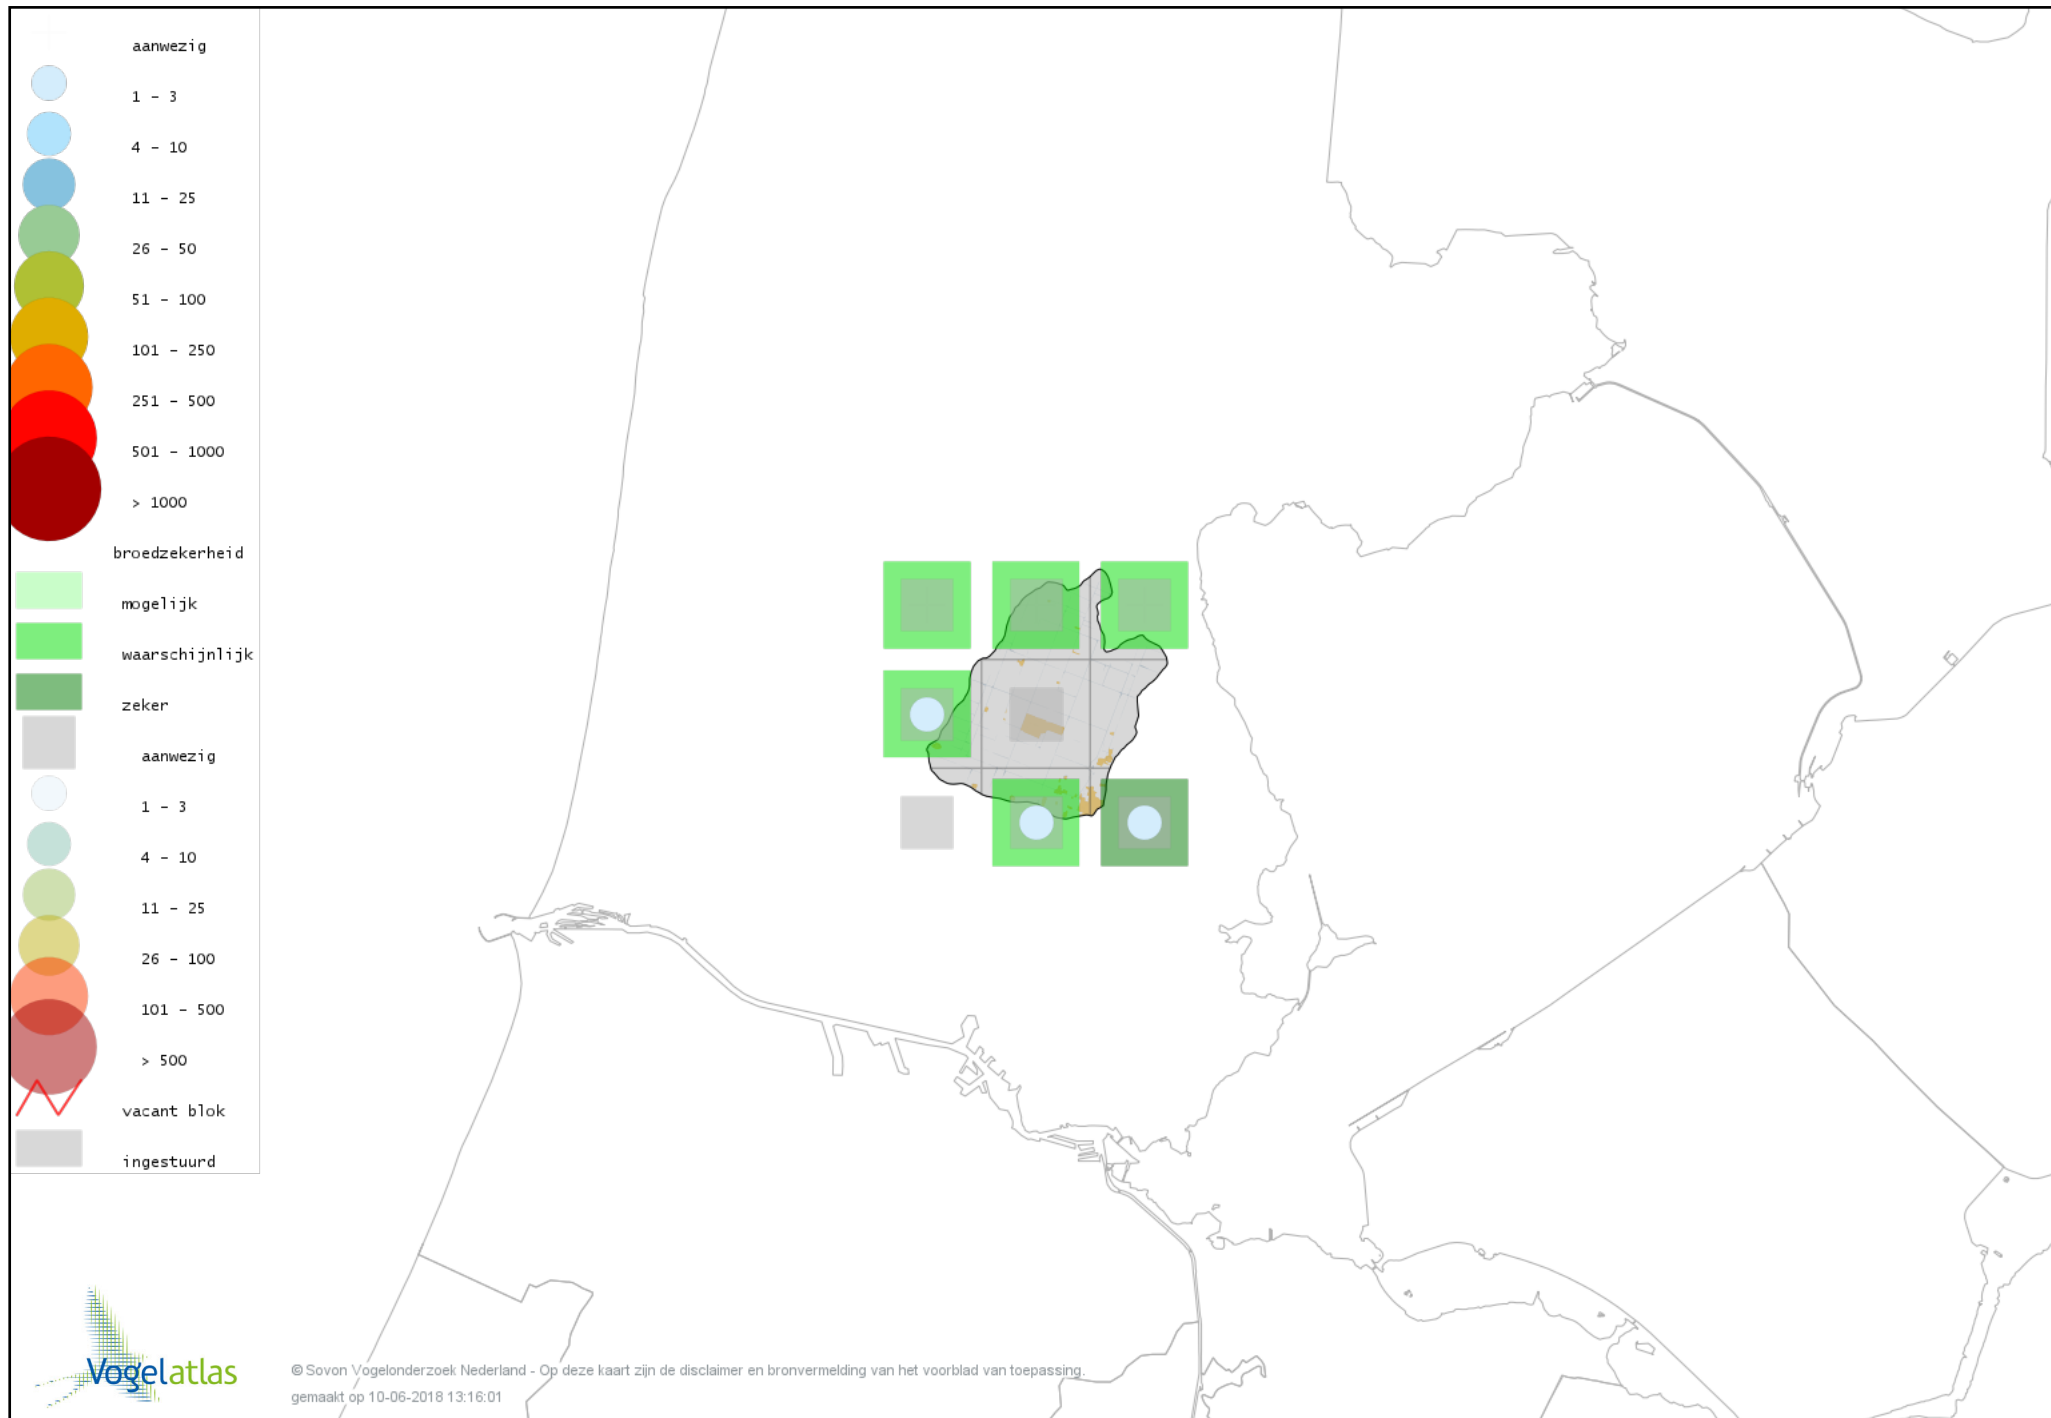 aanwezig
1 - 3
4 - 10
11 - 25
26 - 50
51 - 100
101 - 250
251 - 500
501 - 1000
> 1000
broedzekerheid
mogelijk
waarschijnlijk
zeker
aanwezig
1 - 3
4 - 10
11 - 25
26 - 100
101 - 500
> 500
vacant blok
ingestuurd
Vogelatlas
© Sovon Vogelonderzoek Nederland - Op deze kaart zijn de disclaimer en bronvermelding van het voorblad van toepassing.
gemaakt op 10-06-2018 13:16:01